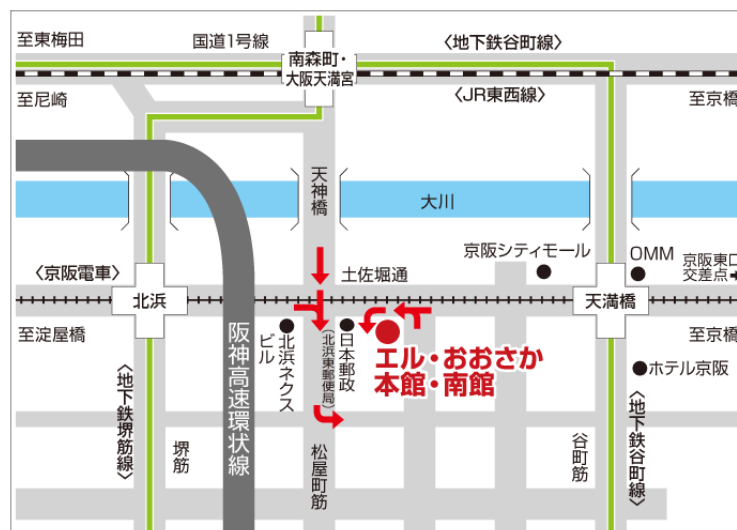 至東梅田
国道1号線
南森町・
大阪天満宮
〈地下鉄谷町線〉
至尼崎
〈JR東西線〉
至京橋
天神橋
大川
京阪シティモール
OMM
京阪東口
交差点
〈京阪電車〉
土佐堀通
北浜
天満橋
至淀屋橋
阪神高速環状線
北浜ネクス
ビル
日本郵政
(北浜東郵便局)
エル・おおさか
本館・南館
至京橋
ホテル京阪
〈地下鉄堺筋線〉
堺筋
松屋町筋
谷町筋
〈地下鉄谷町線〉